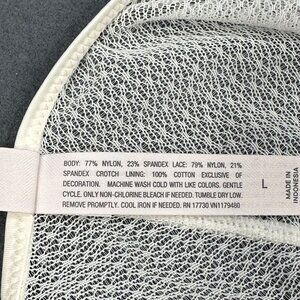 BODY: 77% NYLON, 23% SPANDEX LACE: 79% NYLON, 21%
SPANDEX CROTCH LINING: 100% COTTON EXCLUSIVE OF
DECORATION. MACHINE WASH COLD WITH LIKE COLORS. GENTLE
CYCLE. ONLY NON-CHLORINE BLEACH IF NEEDED. TUMBLE DRY LOW.
REMOVE PROMPTLY. COOL IRON IF NEEDED. RN 17730 VN1179480
L
MADE IN
INDONESIA